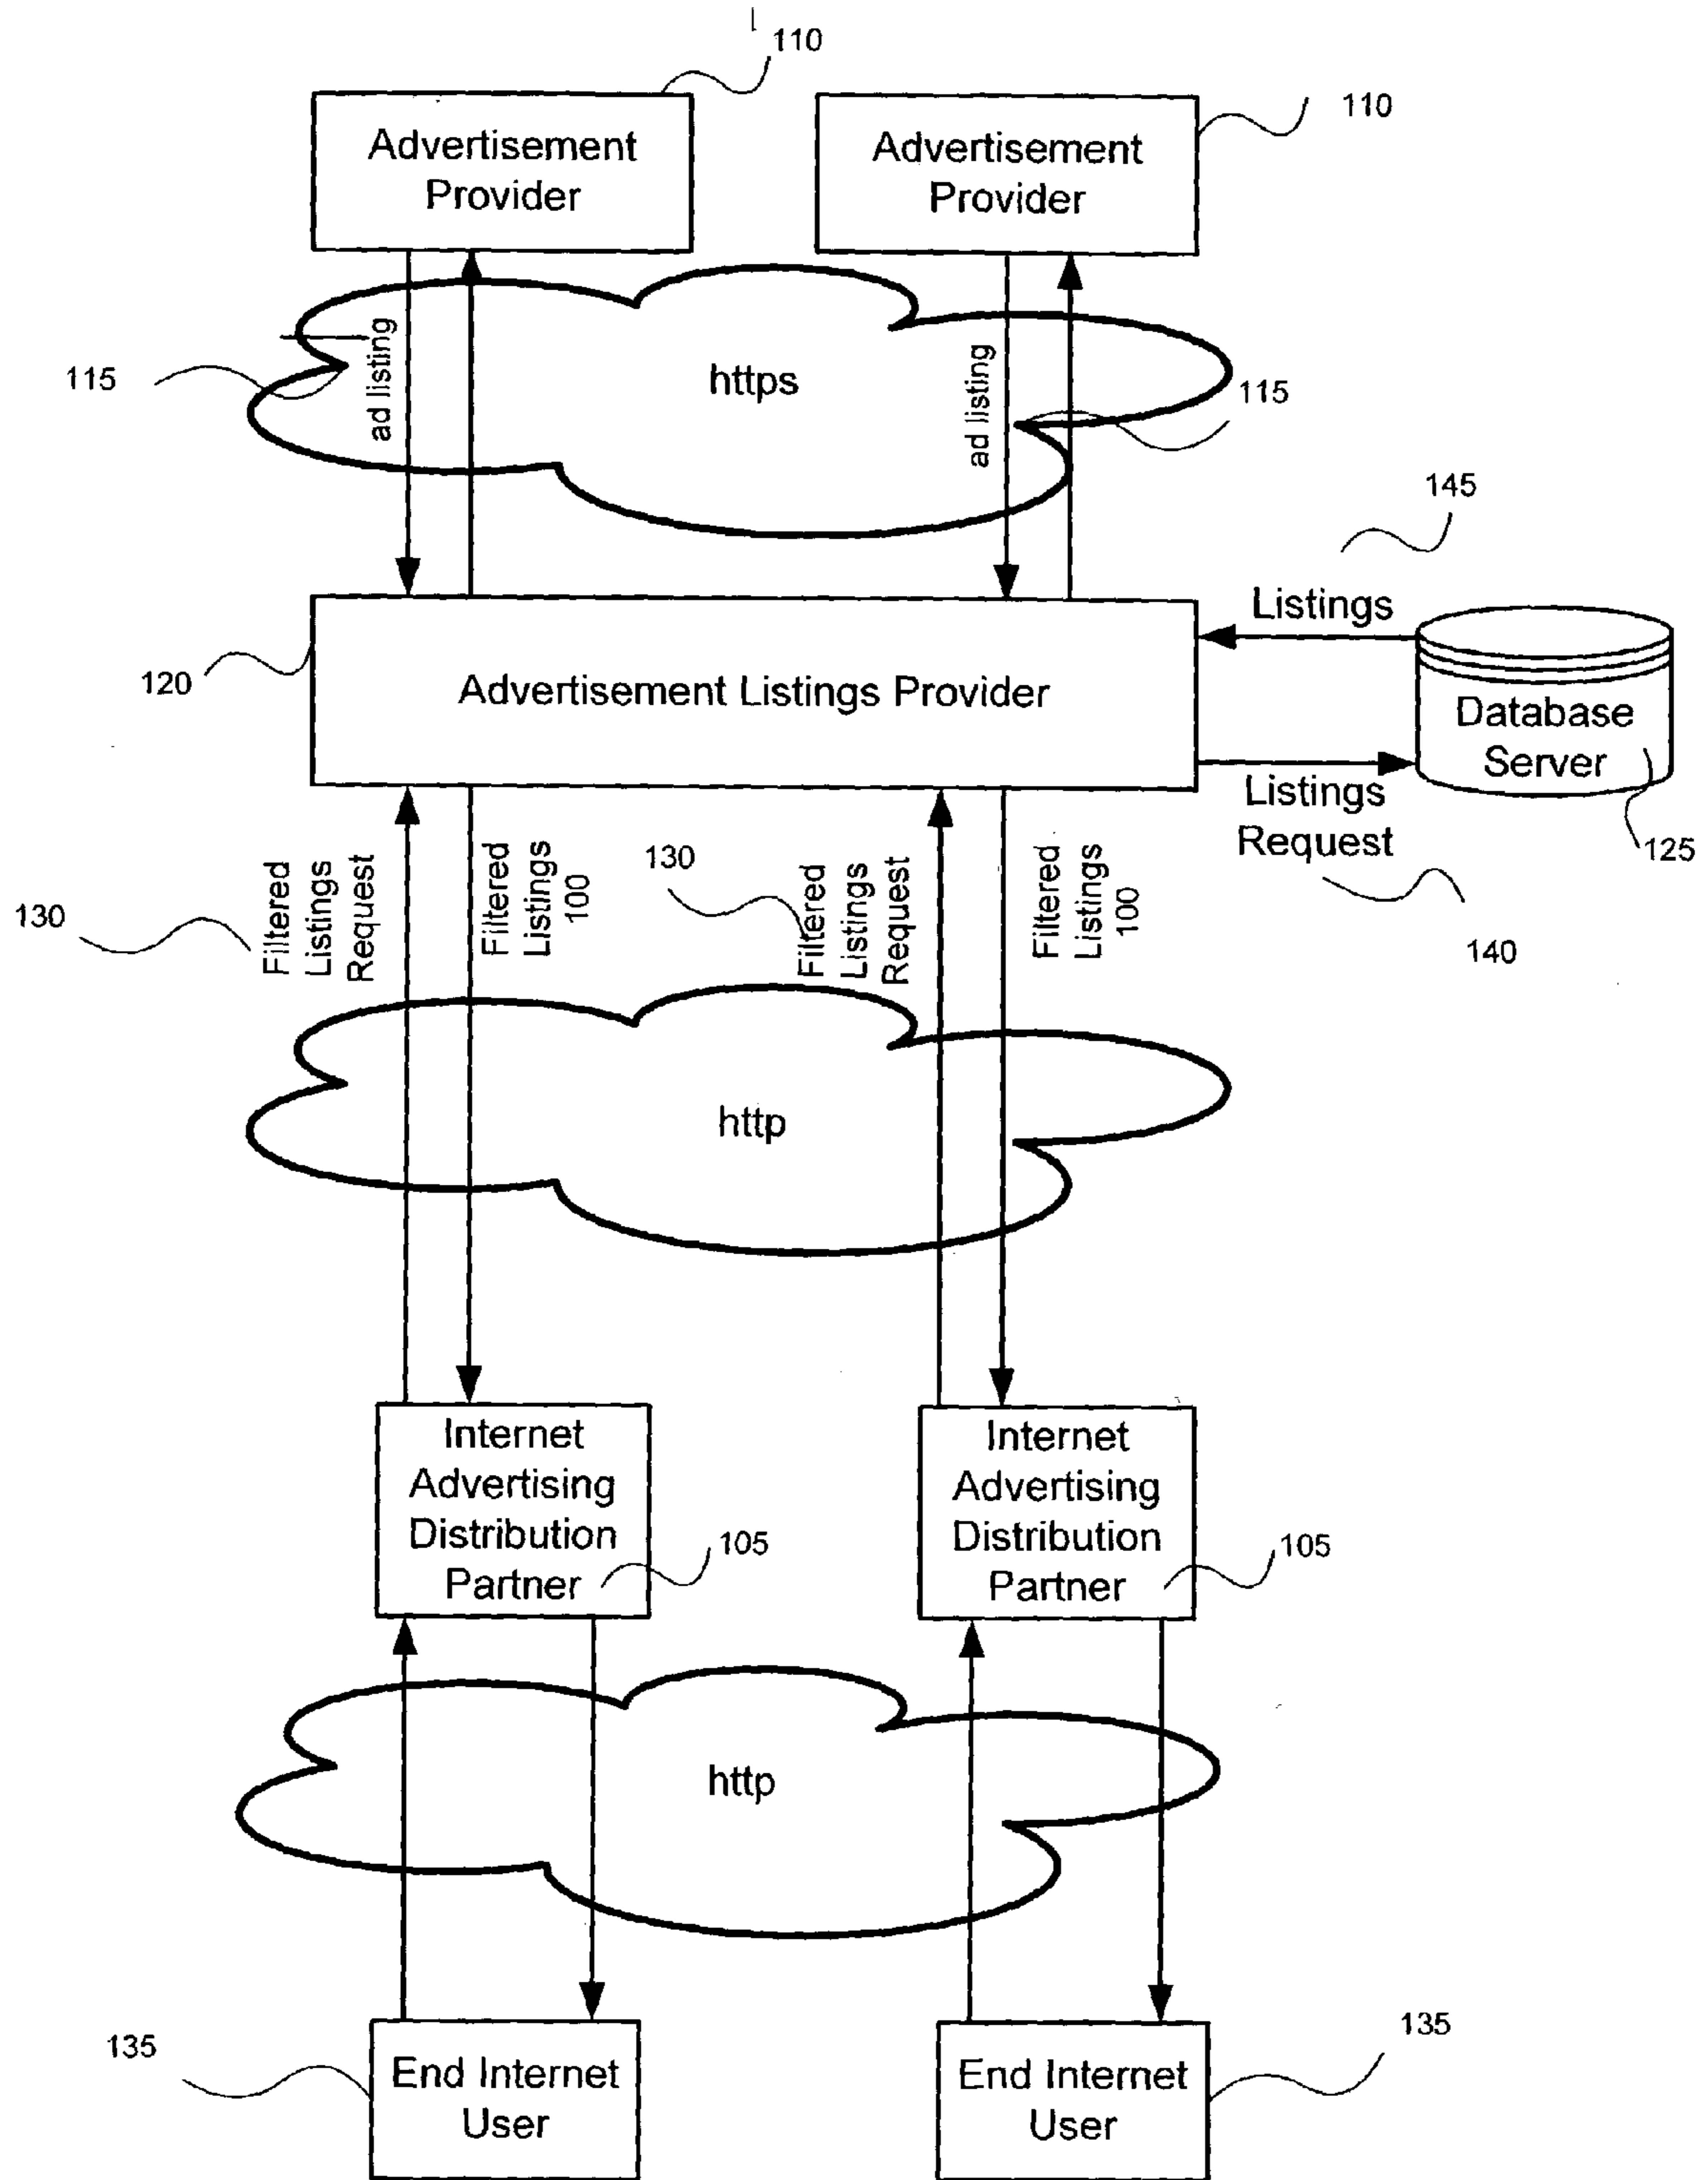 110
Advertisement
Provider
Advertisement
Provider
110
115
ad listing
https
ad listing
115
145
Listings
120
Advertisement Listings Provider
Database
Server
Listings
Request
125
130
Filtered
Listings
Request
Filtered
Listings
100
130
Filtered
Listings
Request
Filtered
Listings
100
140
http
Internet
Advertising
Distribution
Partner
105
Internet
Advertising
Distribution
Partner
105
http
135
End Internet
User
End Internet
User
135